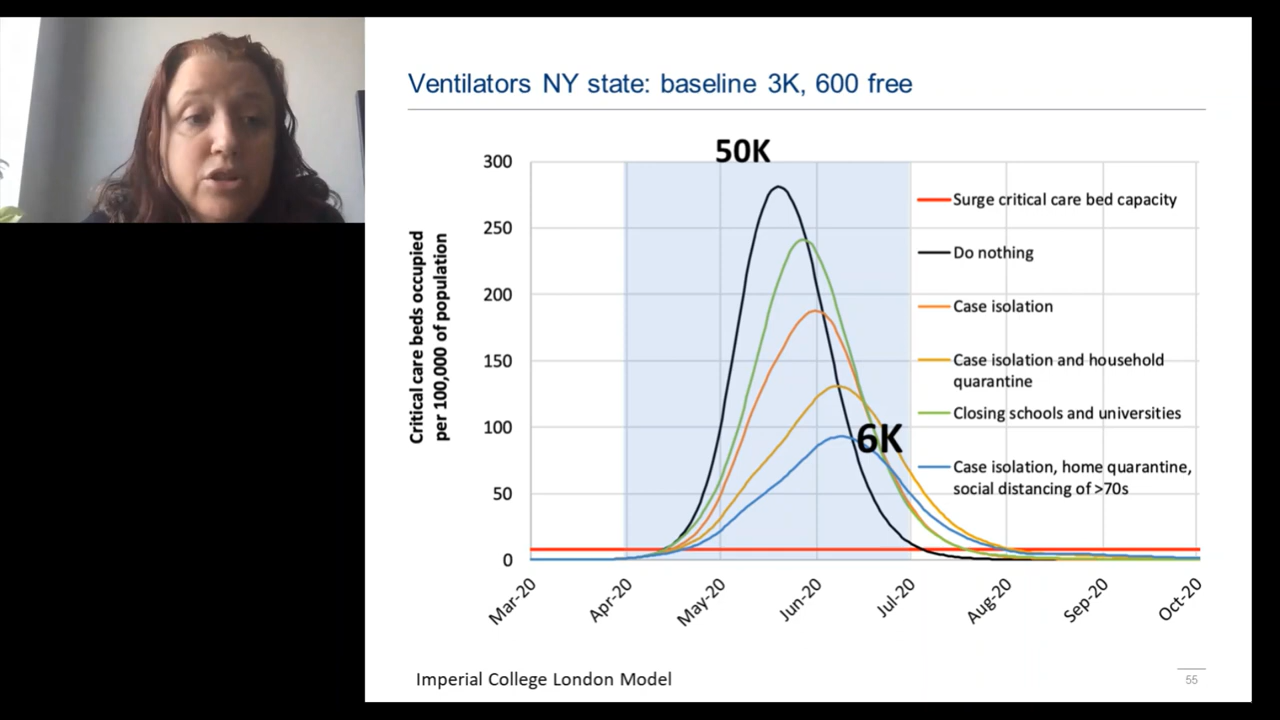 Ventilators NY state: baseline 3K, 600 free
50K
300
250
200
150
100
50
0
Critical care beds occupied
per 100,000 of population
Surge critical care bed capacity
Do nothing
Case isolation
Case isolation and household
quarantine
Closing schools and universities
Case isolation, home quarantine,
social distancing of >70s
6K
Mar-20
Apr-20
May-20
Jun-20
Jul-20
Aug-20
Sep-20
Oct-20
Imperial College London Model
55